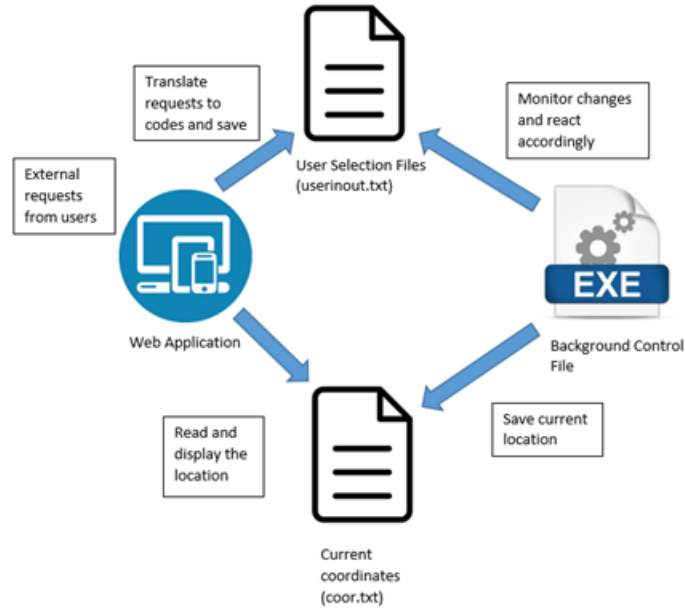 Translate
requests to
codes and save
Monitor changes
and react
accordingly
User Selection Files
(userinout.txt)
External
requests
from users
EXE
Web Application
Background Control
File
Read and
display the
location
Save current
location
Current
coordinates
(coor.txt)